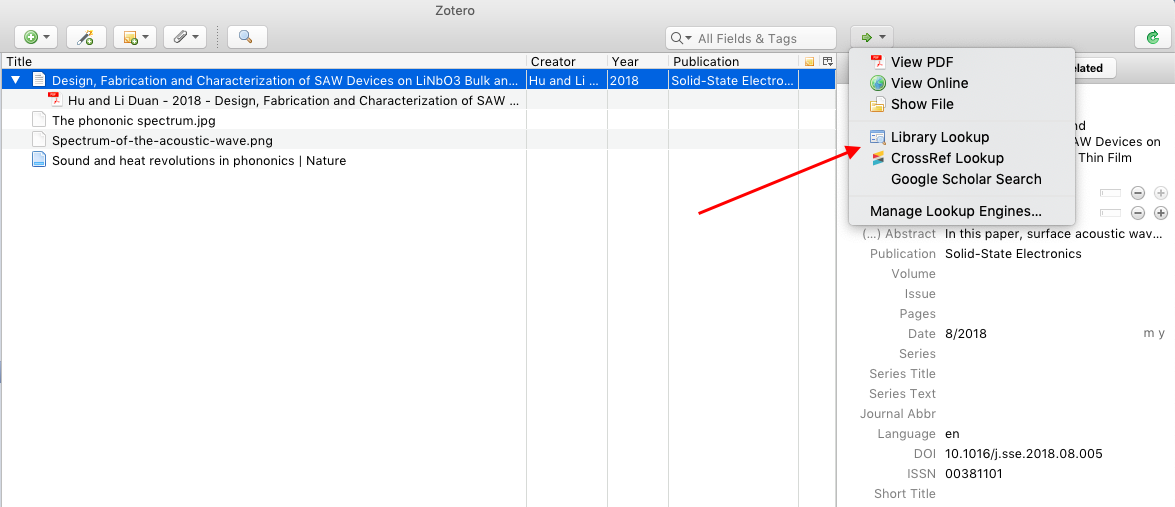 Zotero
All Fields & Tags
Title Creator Year Publication
Design, Fabrication and Characterization of SAW Devices on LiNbO3 Bulk an... Hu and Li ... 2018 Solid-State Electro...
Hu and Li Duan - 2018 - Design, Fabrication and Characterization of SAW ...
The phononic spectrum.jpg
Spectrum-of-the-acoustic-wave.png
Sound and heat revolutions in phononics | Nature
View PDF
View Online
Show File
Library Lookup
CrossRef Lookup
Google Scholar Search
Manage Lookup Engines...
elated
nd
AW Devices on
Thin Film
(...) Abstract In this paper, surface acoustic wav...
Publication Solid-State Electronics
Volume
Issue
Pages
Date 8/2018 m y
Series
Series Title
Series Text
Journal Abbr
Language en
DOI 10.1016/j.sse.2018.08.005
ISSN 00381101
Short Title